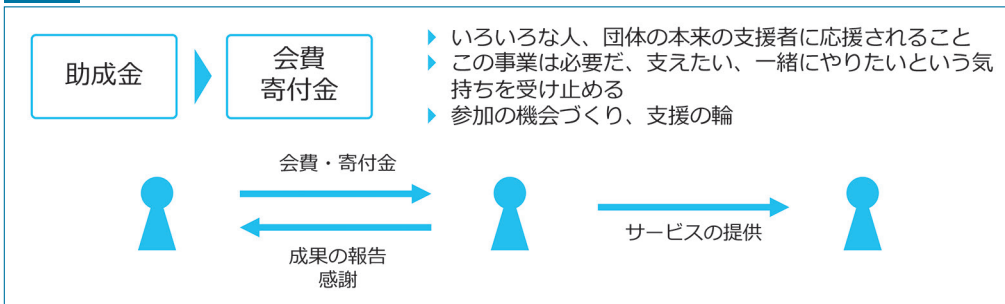 助成金
会費
寄付金
いろいろな人、団体の本来の支援者に応援されること
この事業は必要だ、支えたい、一緒にやりたいという気
持ちを受け止める
参加の機会づくり、支援の輪
会費・寄付金
成果の報告
感謝
サービスの提供